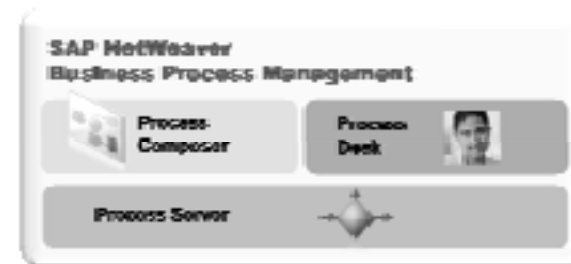 SAP NetWeaver
Business Process Management
Process
Composer
Process
Desk
Process Server